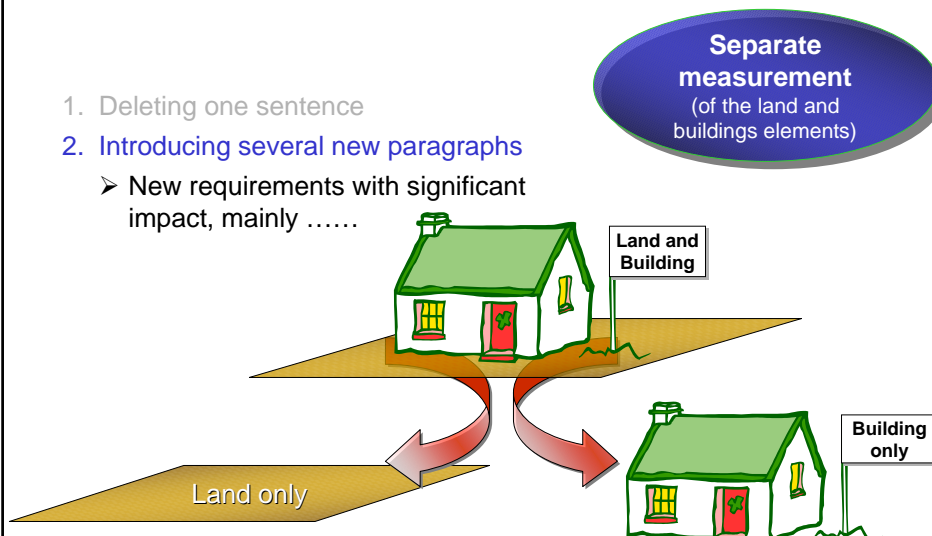 Separate
measurement
(of the land and
buildings elements)
1. Deleting one sentence
2. Introducing several new paragraphs
➢ New requirements with significant
impact, mainly ……
Land and
Building
Building
only
Land only